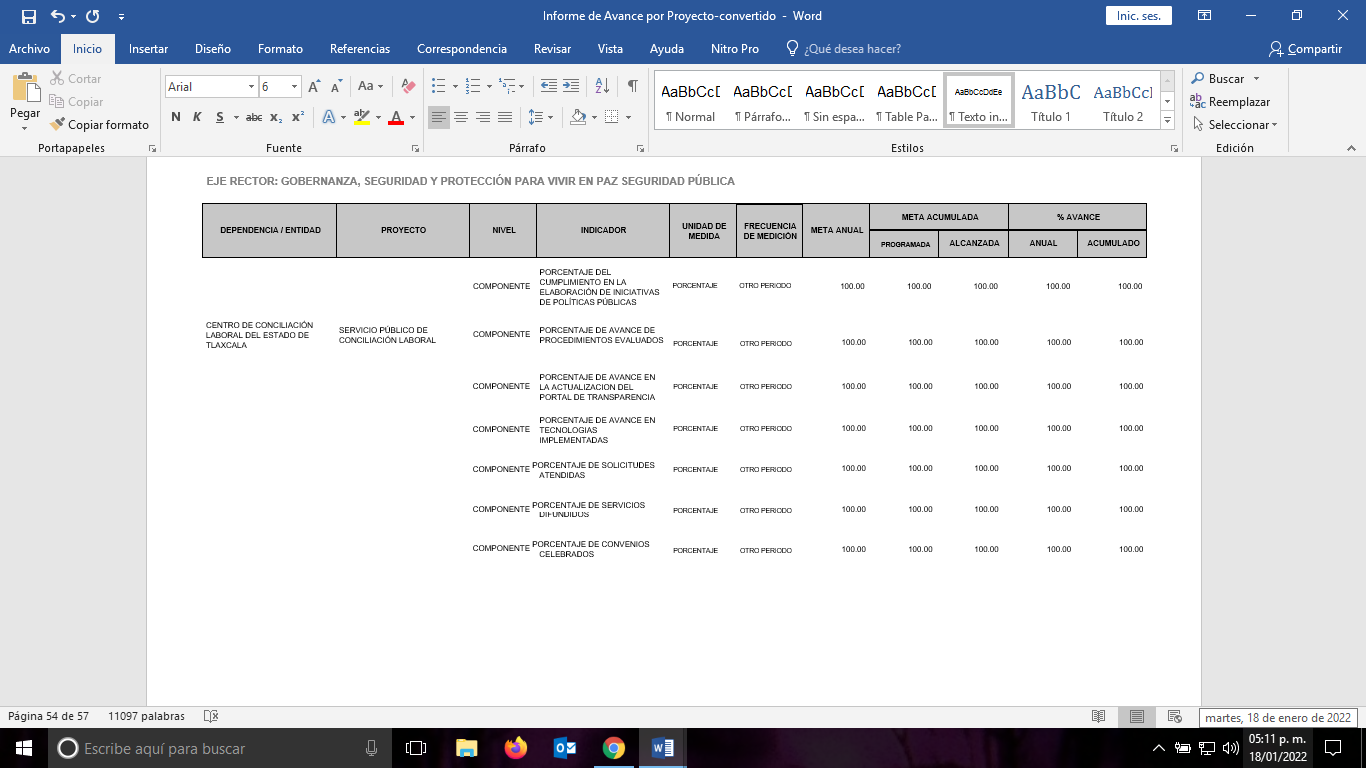 Informe de Avance por Proyecto-convertido - Word
Inic. ses.
Archivo Inicio Insertar Diseño Formato Referencias Correspondencia Revisar Vista Ayuda Nitro Pro ¿Qué desea hacer? Compartir
Pegar
Cortar
Copiar
Copiar formato
Portapapeles
Arial 6
N K S abc x₂ x²
Fuente
Párrafo
AaBbCcD AaBbCcD AaBbCcD AaBbCcD AaBbCcDdEe AaBbC AaBbCcI
¶ Normal ¶ Párrafo... ¶ Sin espa... ¶ Table Pa... ¶ Texto in... Título 1 Título 2
Estilos
Buscar
Reemplazar
Seleccionar
Edición
EJE RECTOR: GOBERNANZA, SEGURIDAD Y PROTECCIÓN PARA VIVIR EN PAZ SEGURIDAD PÚBLICA
DEPENDENCIA / ENTIDAD PROYECTO NIVEL INDICADOR UNIDAD DE MEDIDA FRECUENCIA DE MEDICIÓN META ANUAL META ACUMULADA % AVANCE
PROGRAMADA ALCANZADA ANUAL ACUMULADO
CENTRO DE CONCILIACIÓN
LABORAL DEL ESTADO DE
TLAXCALA
SERVICIO PÚBLICO DE
CONCILIACIÓN LABORAL
COMPONENTE
PORCENTAJE DEL
CUMPLIMIENTO EN LA
ELABORACIÓN DE INICIATIVAS
DE POLÍTICAS PÚBLICAS
PORCENTAJE OTRO PERIODO 100.00 100.00 100.00 100.00 100.00
COMPONENTE
PORCENTAJE DE AVANCE DE
PROCEDIMIENTOS EVALUADOS
PORCENTAJE OTRO PERIODO 100.00 100.00 100.00 100.00 100.00
COMPONENTE
PORCENTAJE DE AVANCE EN
LA ACTUALIZACION DEL
PORTAL DE TRANSPARENCIA
PORCENTAJE OTRO PERIODO 100.00 100.00 100.00 100.00 100.00
COMPONENTE
PORCENTAJE DE AVANCE EN
TECNOLOGIAS
IMPLEMENTADAS
PORCENTAJE OTRO PERIODO 100.00 100.00 100.00 100.00 100.00
COMPONENTE
PORCENTAJE DE SOLICITUDES
ATENDIDAS
PORCENTAJE OTRO PERIODO 100.00 100.00 100.00 100.00 100.00
COMPONENTE
PORCENTAJE DE SERVICIOS
DIFUNDIDOS
PORCENTAJE OTRO PERIODO 100.00 100.00 100.00 100.00 100.00
COMPONENTE
PORCENTAJE DE CONVENIOS
CELEBRADOS
PORCENTAJE OTRO PERIODO 100.00 100.00 100.00 100.00 100.00
Página 54 de 57 11097 palabras
martes, 18 de enero de 2022
Escribe aquí para buscar
05:11 p. m.
18/01/2022